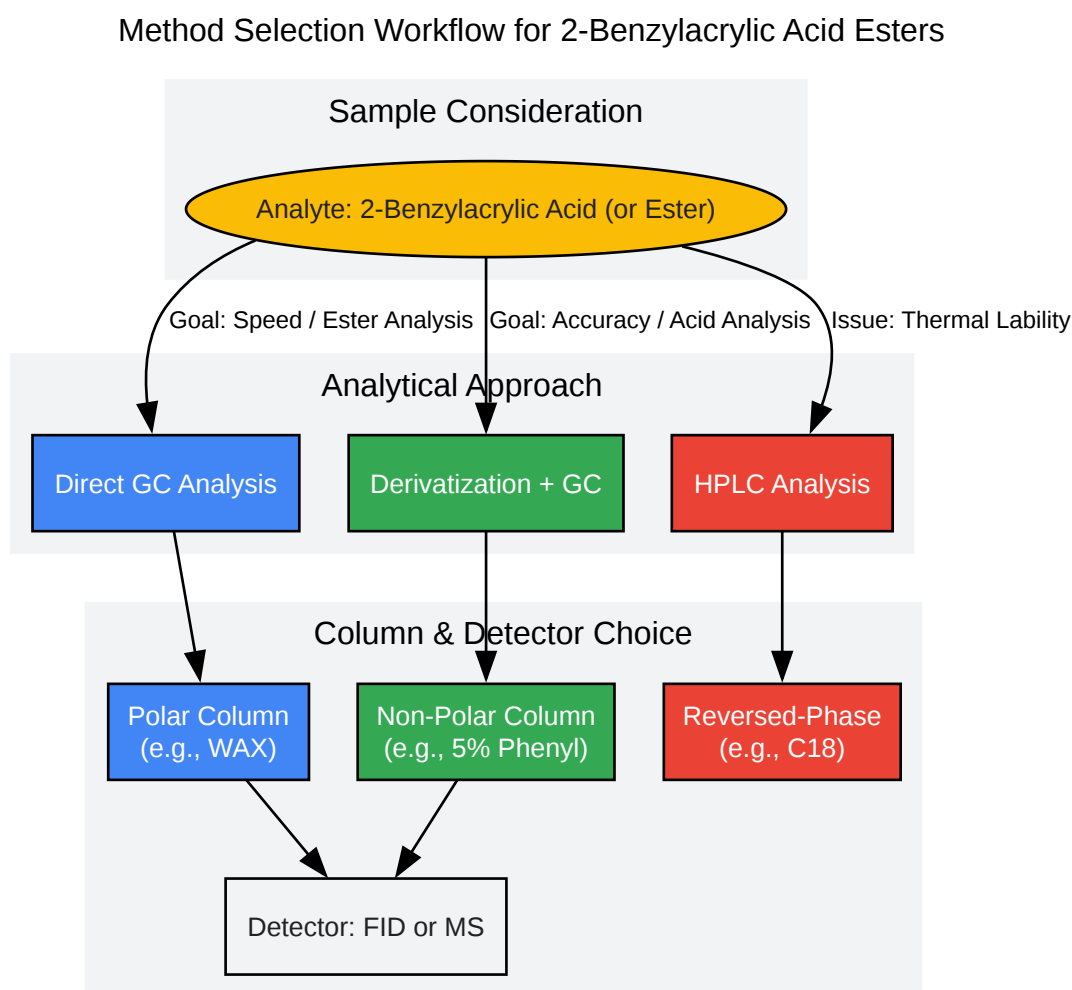 Method Selection Workflow for 2-Benzylacrylic Acid Esters
Sample Consideration
Analyte: 2-Benzylacrylic Acid (or Ester)
Goal: Speed / Ester Analysis
Goal: Accuracy / Acid Analysis
Issue: Thermal Lability
Analytical Approach
Direct GC Analysis
Derivatization + GC
HPLC Analysis
Column & Detector Choice
Polar Column
(e.g., WAX)
Non-Polar Column
(e.g., 5% Phenyl)
Reversed-Phase
(e.g., C18)
Detector: FID or MS